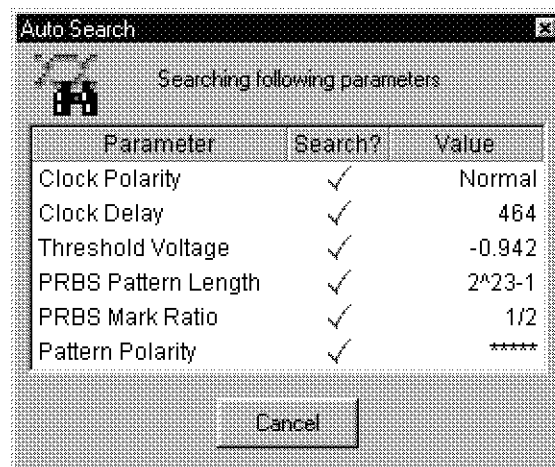 Auto Search
Searching following parameters
Parameter Search? Value
Clock Polarity Normal
Clock Delay 464
Threshold Voltage -0.942
PRBS Pattern Length 2^23-1
PRBS Mark Ratio 1/2
Pattern Polarity *****
Cancel